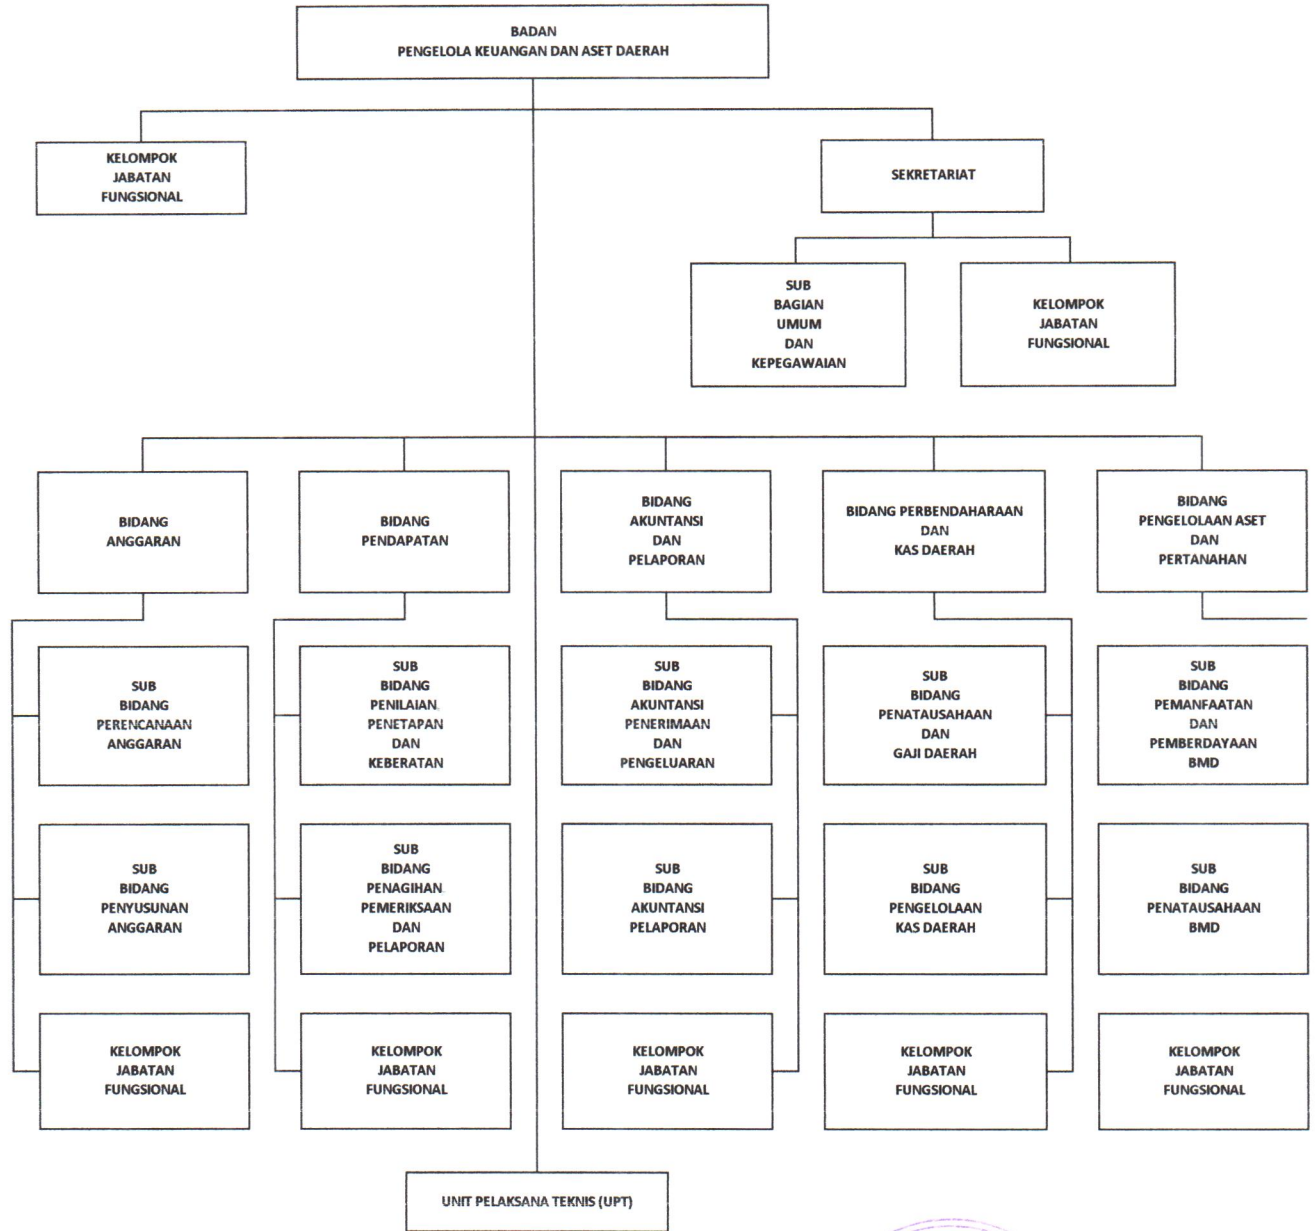 BADAN
PENGELOLA KEUANGAN DAN ASET DAERAH
KELOMPOK
JABATAN
FUNGSIONAL
SEKRETARIAT
SUB
BAGIAN
UMUM
DAN
KEPEGAWAIAN
KELOMPOK
JABATAN
FUNGSIONAL
BIDANG
ANGGARAN
BIDANG
PENDAPATAN
BIDANG
AKUNTANSI
DAN
PELAPORAN
BIDANG PERBENDAHARAAN
DAN
KAS DAERAH
BIDANG
PENGELOLAAN ASET
DAN
PERTANAHAN
SUB
BIDANG
PERENCANAAN
ANGGARAN
SUB
BIDANG
PENILAIAN.
PENETAPAN
DAN
KEBERATAN
SUB
BIDANG
AKUNTANSI
PENERIMAAN
DAN
PENGELUARAN
SUB
BIDANG
PENATAUSAHAAN
DAN
GAJI DAERAH
SUB
BIDANG
PEMANFAATAN
DAN
PEMBERDAYAAN
BMD
SUB
BIDANG
PENYUSUNAN
ANGGARAN
SUB
BIDANG
PENAGIHAN.
PEMERIKSAAN
DAN
PELAPORAN
SUB
BIDANG
AKUNTANSI
PELAPORAN
SUB
BIDANG
PENGELOLAAN
KAS DAERAH
SUB
BIDANG
PENATAUSAHAAN
BMD
KELOMPOK
JABATAN
FUNGSIONAL
KELOMPOK
JABATAN
FUNGSIONAL
KELOMPOK
JABATAN
FUNGSIONAL
KELOMPOK
JABATAN
FUNGSIONAL
KELOMPOK
JABATAN
FUNGSIONAL
UNIT PELAKSANA TEKNIS (UPT)